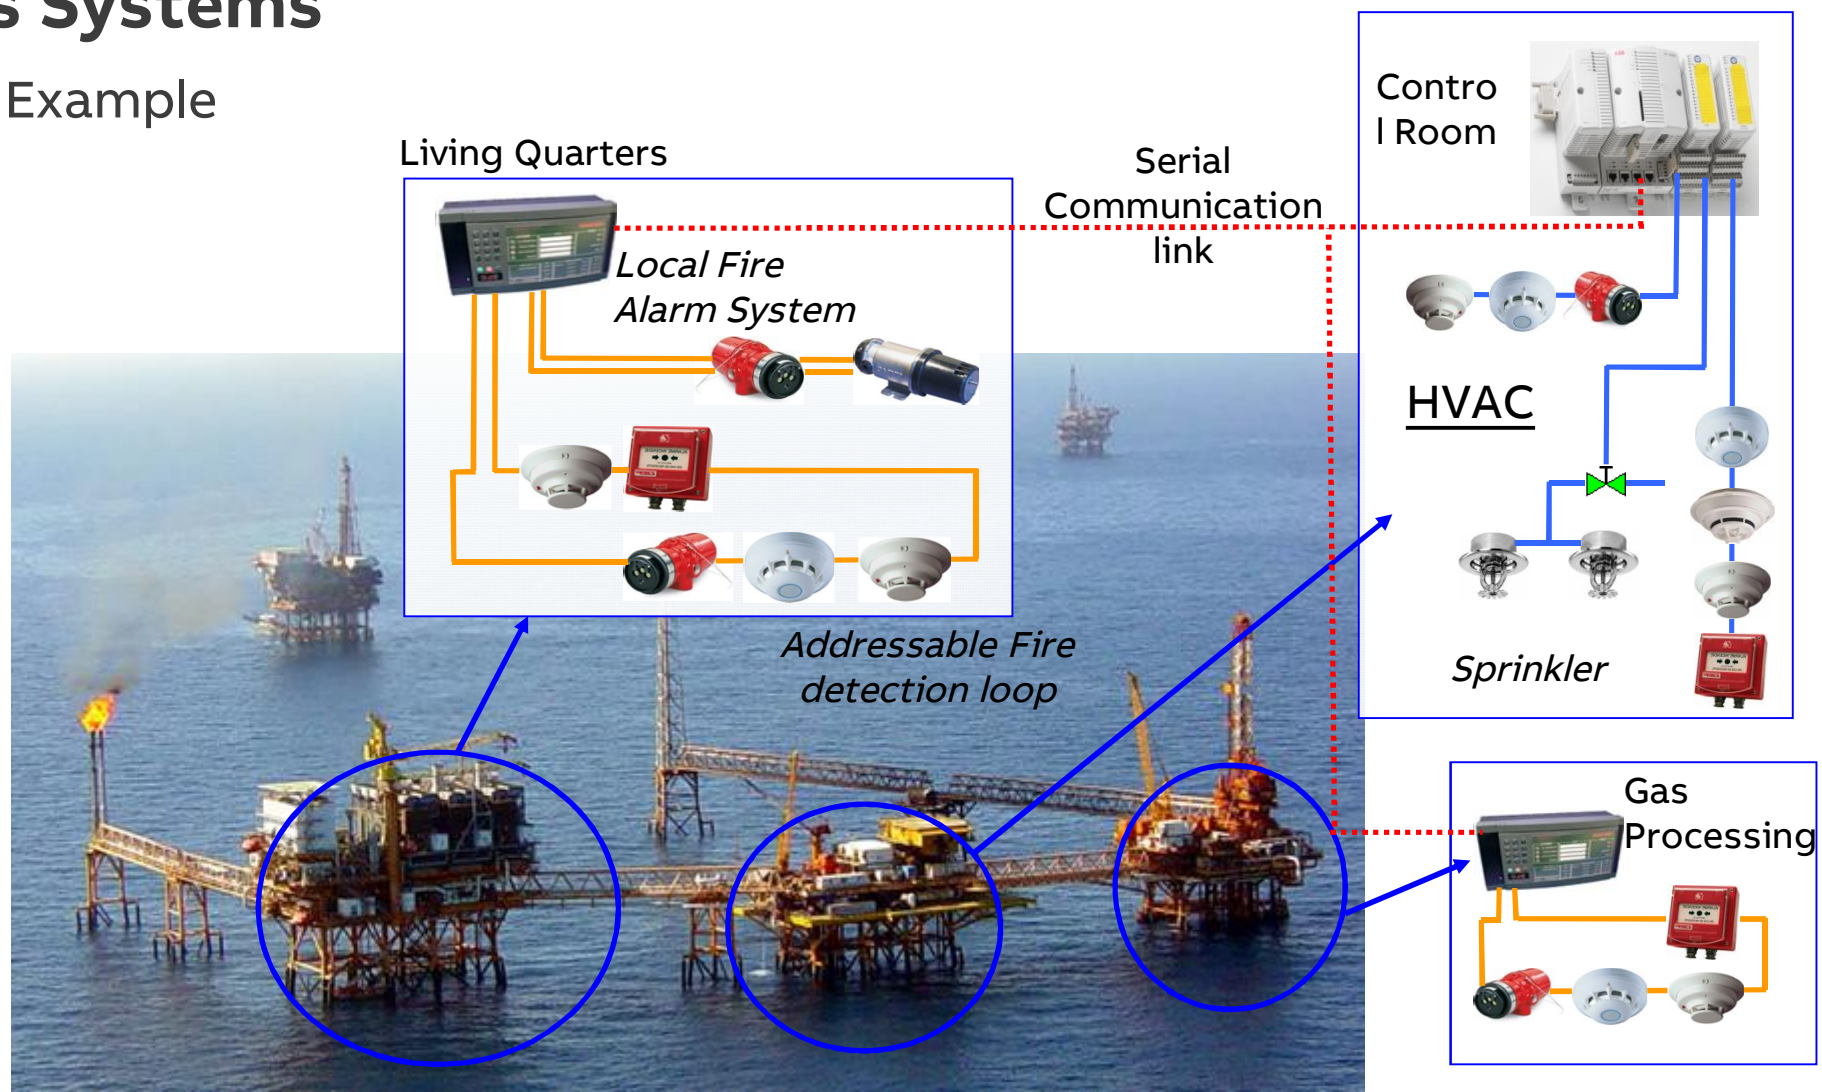 s Systems
Example
Living Quarters
Local Fire
Alarm System
Serial
Communication
link
Contro
l Room
HVAC
Sprinkler
Addressable Fire
detection loop
Gas
Processing